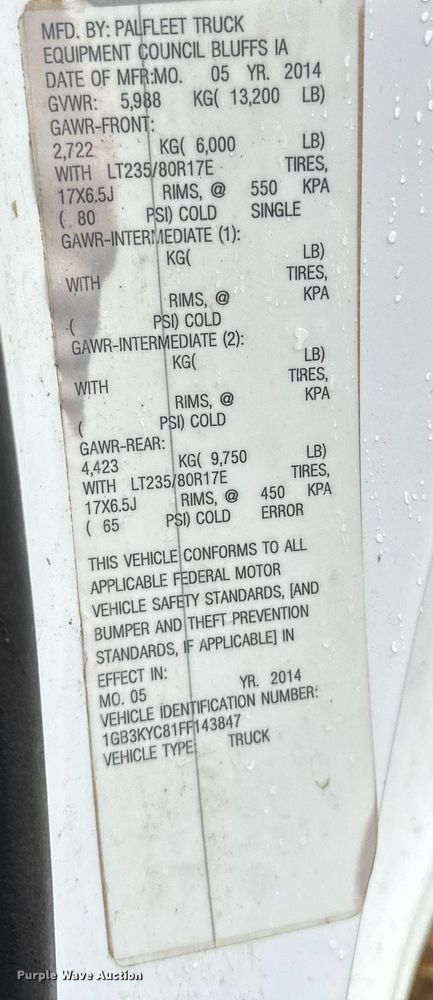 MFD. BY: PALFLEET TRUCK
EQUIPMENT COUNCIL BLUFFS IA
DATE OF MFR:MO. 05 YR. 2014
GVWR: 5,988 KG( 13,200 LB)
GAWR-FRONT:
2,722 KG( 6,000 LB)
WITH LT235/80R17E TIRES,
17X6.5J RIMS, @ 550 KPA
( 80 PSI) COLD SINGLE
GAWR-INTERMEDIATE (1):
KG( LB)
WITH TIRES,
RIMS, @ KPA
( PSI) COLD
GAWR-INTERMEDIATE (2):
KG( LB)
WITH TIRES,
RIMS, @ KPA
( PSI) COLD
GAWR-REAR:
4,423 KG( 9,750 LB)
WITH LT235/80R17E TIRES,
17X6.5J RIMS, @ 450 KPA
( 65 PSI) COLD ERROR
THIS VEHICLE CONFORMS TO ALL
APPLICABLE FEDERAL MOTOR
VEHICLE SAFETY STANDARDS, [AND
BUMPER AND THEFT PREVENTION
STANDARDS, IF APPLICABLE] IN
EFFECT IN:
MO. 05 YR. 2014
VEHICLE IDENTIFICATION NUMBER:
1GB3KYC81FF143847
VEHICLE TYPE: TRUCK
Purple Wave Auction